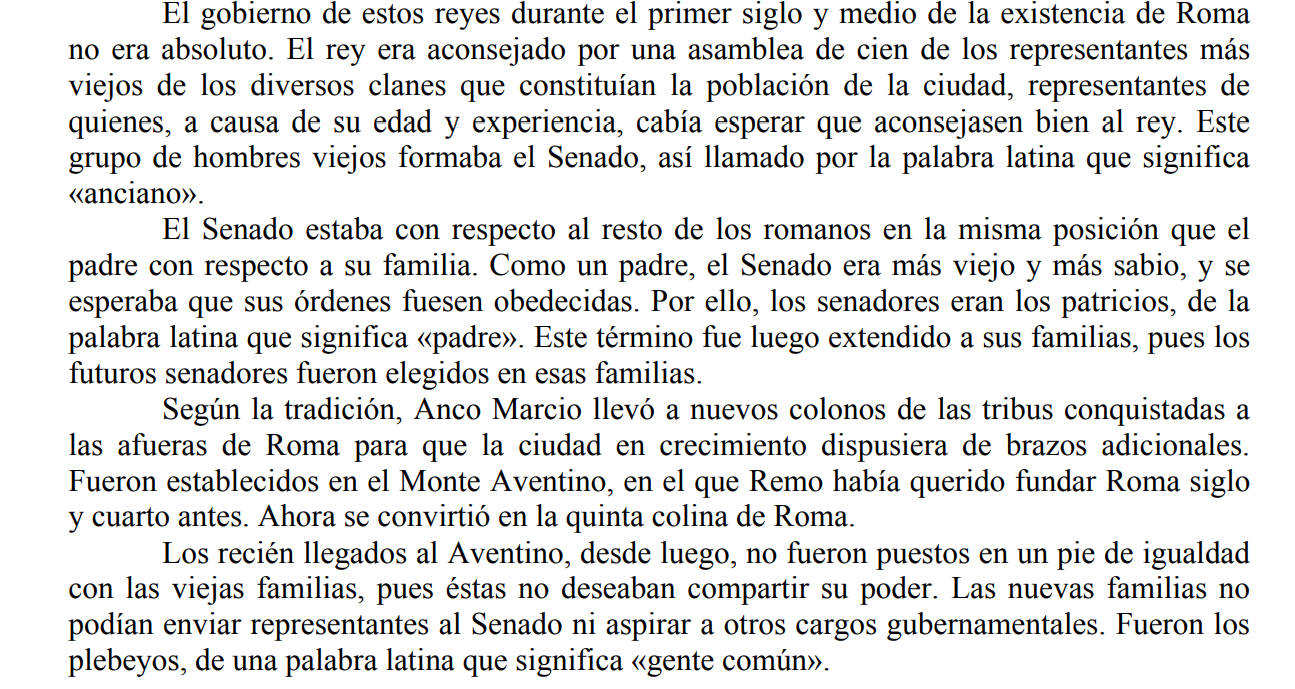 El gobierno de estos reyes durante el primer siglo y medio de la existencia de Roma
no era absoluto. El rey era aconsejado por una asamblea de cien de los representantes más
viejos de los diversos clanes que constituían la población de la ciudad, representantes de
quienes, a causa de su edad y experiencia, cabía esperar que aconsejasen bien al rey. Este
grupo de hombres viejos formaba el Senado, así llamado por la palabra latina que significa
«anciano».
El Senado estaba con respecto al resto de los romanos en la misma posición que el
padre con respecto a su familia. Como un padre, el Senado era más viejo y más sabio, y se
esperaba que sus órdenes fuesen obedecidas. Por ello, los senadores eran los patricios, de la
palabra latina que significa «padre». Este término fue luego extendido a sus familias, pues los
futuros senadores fueron elegidos en esas familias.
Según la tradición, Anco Marcio llevó a nuevos colonos de las tribus conquistadas a
las afueras de Roma para que la ciudad en crecimiento dispusiera de brazos adicionales.
Fueron establecidos en el Monte Aventino, en el que Remo había querido fundar Roma siglo
y cuarto antes. Ahora se convirtió en la quinta colina de Roma.
Los recién llegados al Aventino, desde luego, no fueron puestos en un pie de igualdad
con las viejas familias, pues éstas no deseaban compartir su poder. Las nuevas familias no
podían enviar representantes al Senado ni aspirar a otros cargos gubernamentales. Fueron los
plebeyos, de una palabra latina que significa «gente común».